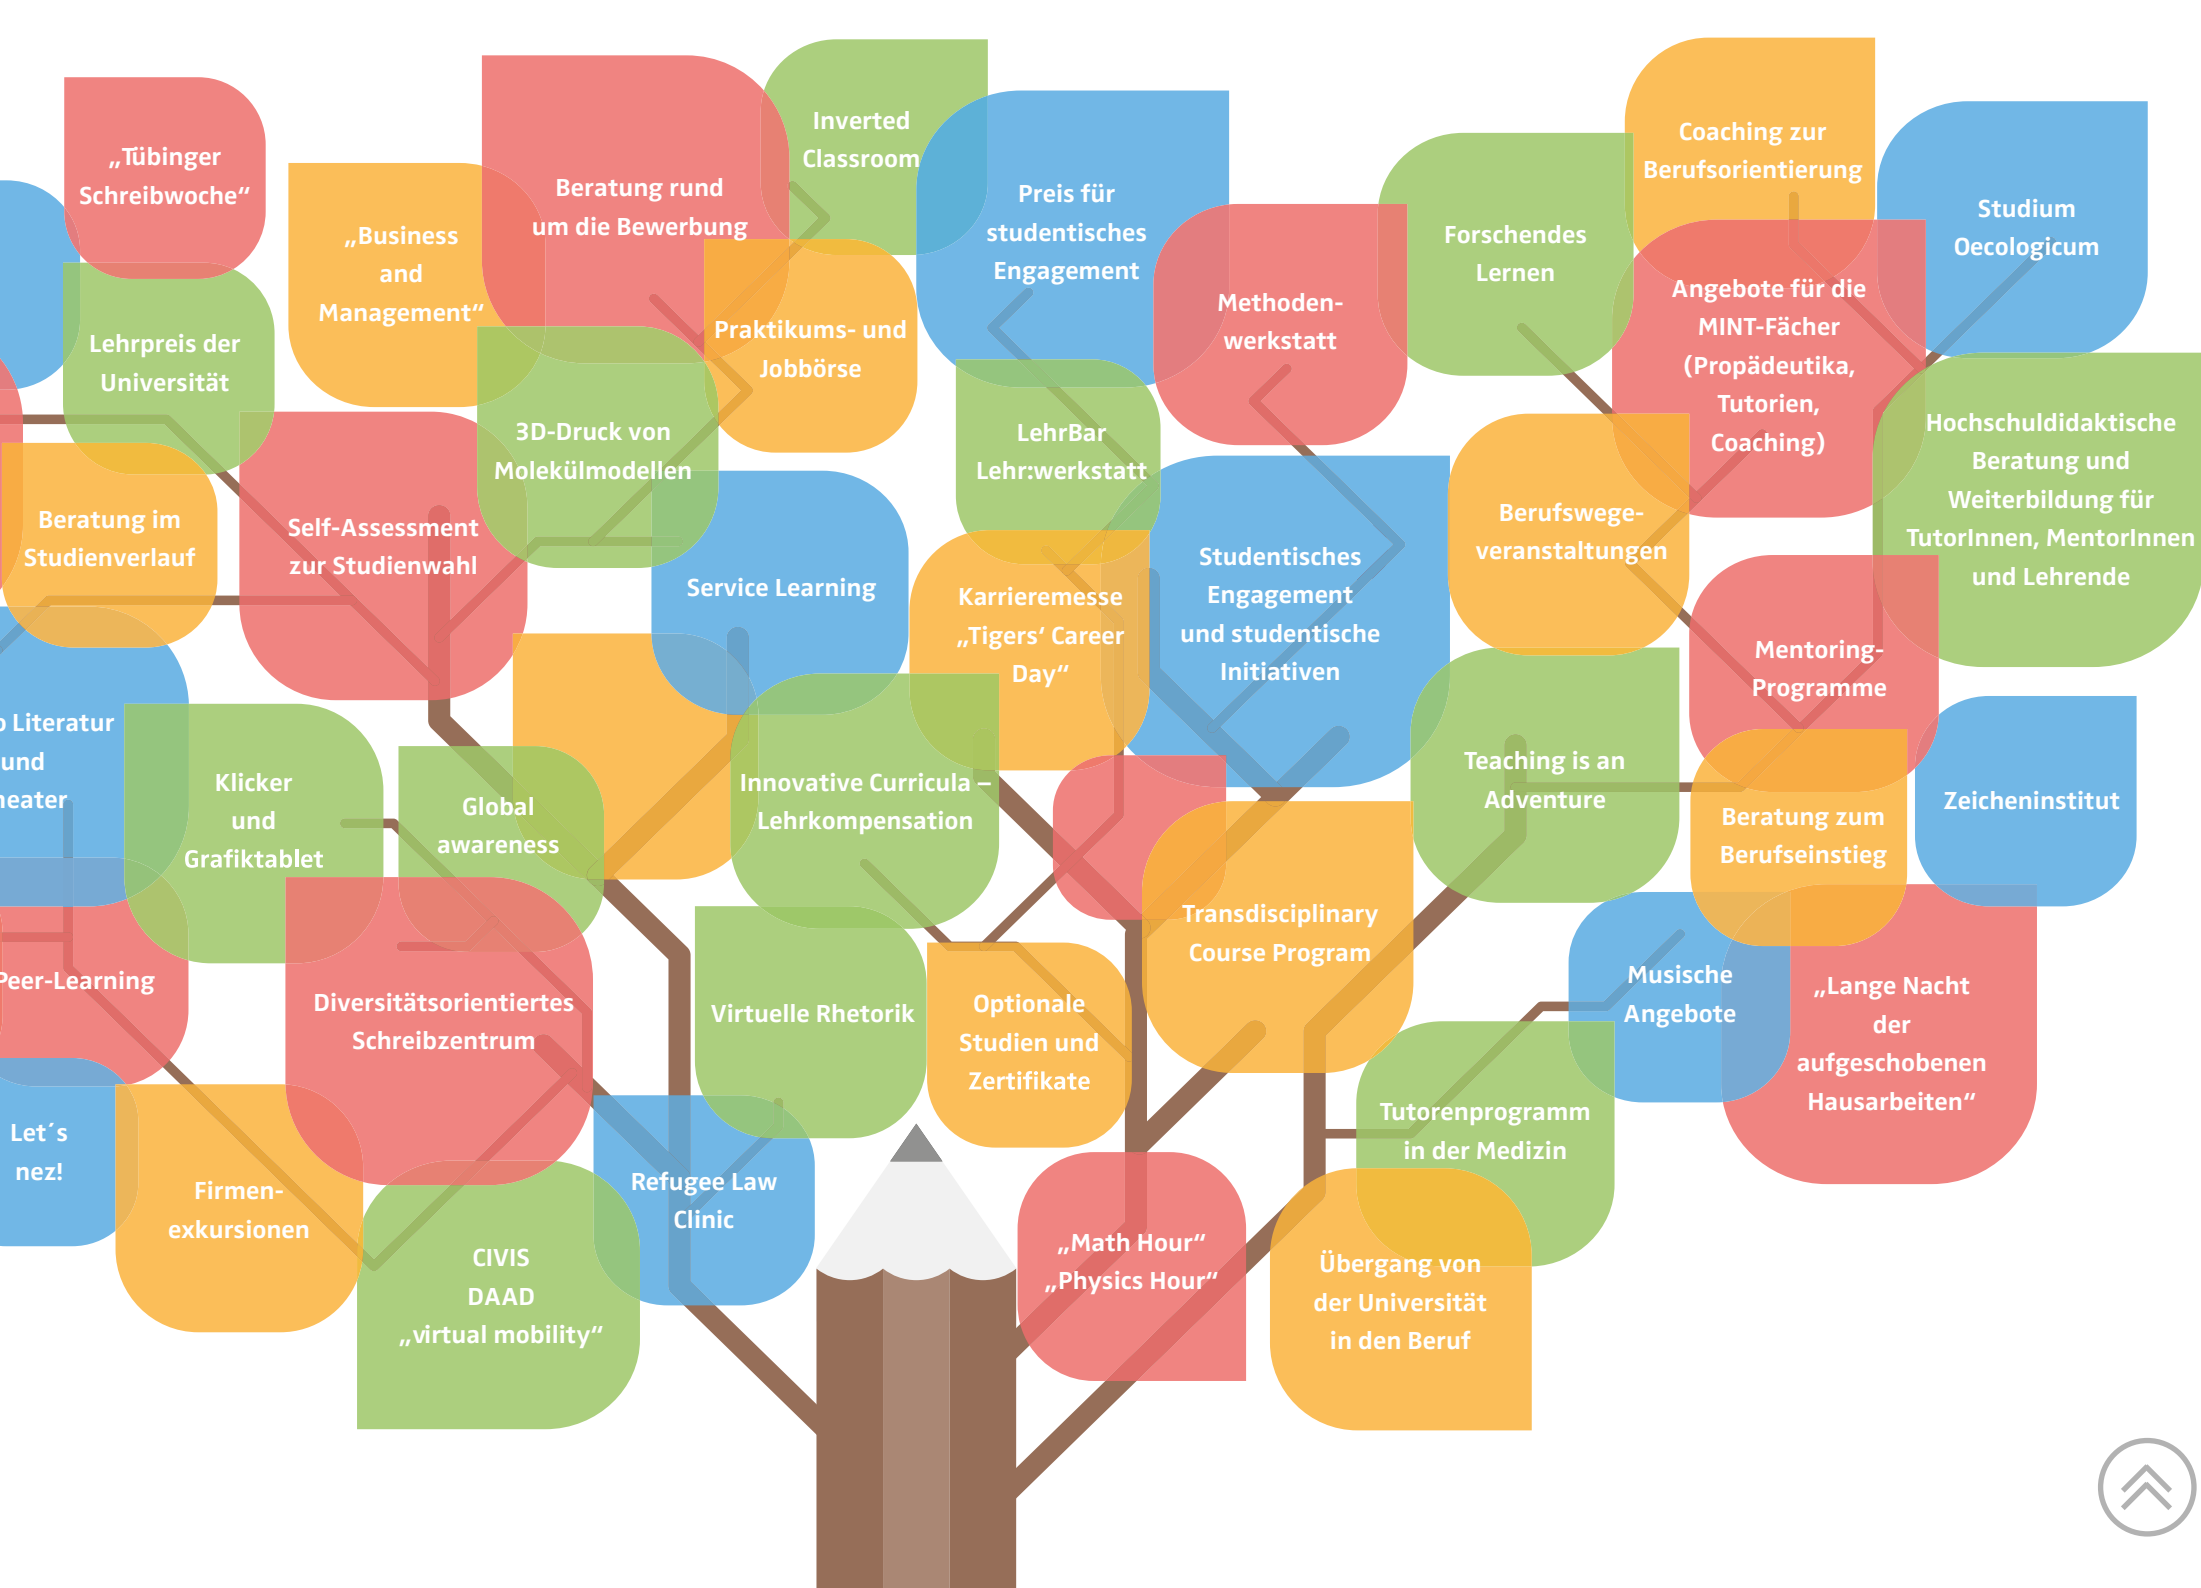 „Tübinger
Schreibwoche“
„Business
and
Management“
Beratung rund
um die Bewerbung
Inverted
Classroom
Preis für
studentisches
Engagement
Methoden-
werkstatt
Forschendes
Lernen
Coaching zur
Berufsorientierung
Studium
Oecologicum
Lehrpreis der
Universität
Praktikums- und
Jobbörse
Angebote für die
MINT-Fächer
(Propädeutika,
Tutorien,
Coaching)
3D-Druck von
Molekülmodellen
LehrBar
Lehr:werkstatt
Hochschuldidaktische
Beratung und
Weiterbildung für
TutorInnen, MentorInnen
und Lehrende
Beratung im
Studienverlauf
Self-Assessment
zur Studienwahl
Service Learning
Karrieremesse
„Tigers‘ Career
Day“
Studentisches
Engagement
und studentische
Initiativen
Berufswege-
veranstaltungen
Mentoring-
Programme
Literatur
und
Klicker
und
Grafiktablet
Global
awareness
Innovative Curricula –
Lehrkompensation
Teaching is an
Adventure
Beratung zum
Berufseinstieg
Zeicheninstitut
Peer-Learning
Diversitätsorientiertes
Schreibzentrum
Virtuelle Rhetorik
Optionale
Studien und
Zertifikate
Transdisciplinary
Course Program
Musische
Angebote
„Lange Nacht
der
aufgeschobenen
Hausarbeiten“
Let´s
nez!
Firmen-
exkursionen
CIVIS
DAAD
„virtual mobility“
Refugee Law
Clinic
„Math Hour“
„Physics Hour“
Tutorenprogramm
in der Medizin
Übergang von
der Universität
in den Beruf